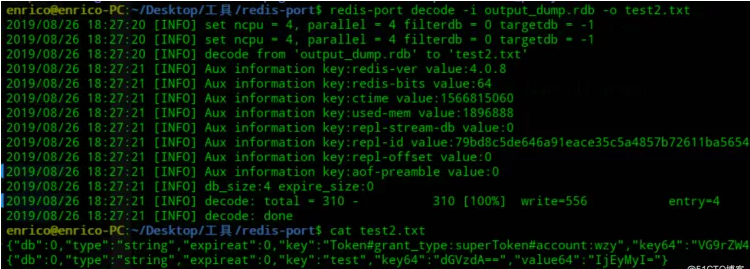 enrico@enrico-PC:~/Desktop/工具/redis-port$ redis-port decode -i output_dump.rdb -o test2.txt
2019/08/26 18:27:20 [INFO] set ncpu = 4, parallel = 4 filterdb = 0 targetdb = -1
2019/08/26 18:27:20 [INFO] set ncpu = 4, parallel = 4 filterdb = 0 targetdb = -1
2019/08/26 18:27:20 [INFO] decode from 'output_dump.rdb' to 'test2.txt'
2019/08/26 18:27:21 [INFO] Aux information key:redis-ver value:4.0.8
2019/08/26 18:27:21 [INFO] Aux information key:redis-bits value:64
2019/08/26 18:27:21 [INFO] Aux information key:ctime value:1566815060
2019/08/26 18:27:21 [INFO] Aux information key:used-mem value:1896888
2019/08/26 18:27:21 [INFO] Aux information key:repl-stream-db value:0
2019/08/26 18:27:21 [INFO] Aux information key:repl-id value:79bd8c5de646a91eace35c5a4857b72611ba5654
2019/08/26 18:27:21 [INFO] Aux information key:repl-offset value:0
2019/08/26 18:27:21 [INFO] Aux information key:aof-preamble value:0
2019/08/26 18:27:21 [INFO] db_size:4 expire_size:0
2019/08/26 18:27:21 [INFO] decode: total = 310 - 310 [100%] write=556 entry=4
2019/08/26 18:27:21 [INFO] decode: done
enrico@enrico-PC:~/Desktop/工具/redis-port$ cat test2.txt
{"db":0,"type":"string","expireat":0,"key":"Token#grant_type:superToken#account:wzy","key64":"VG9rZW4
{"db":0,"type":"string","expireat":0,"key":"test","key64":"dGVzdA==","value64":"IjEyMyI="}
@51CTO博客